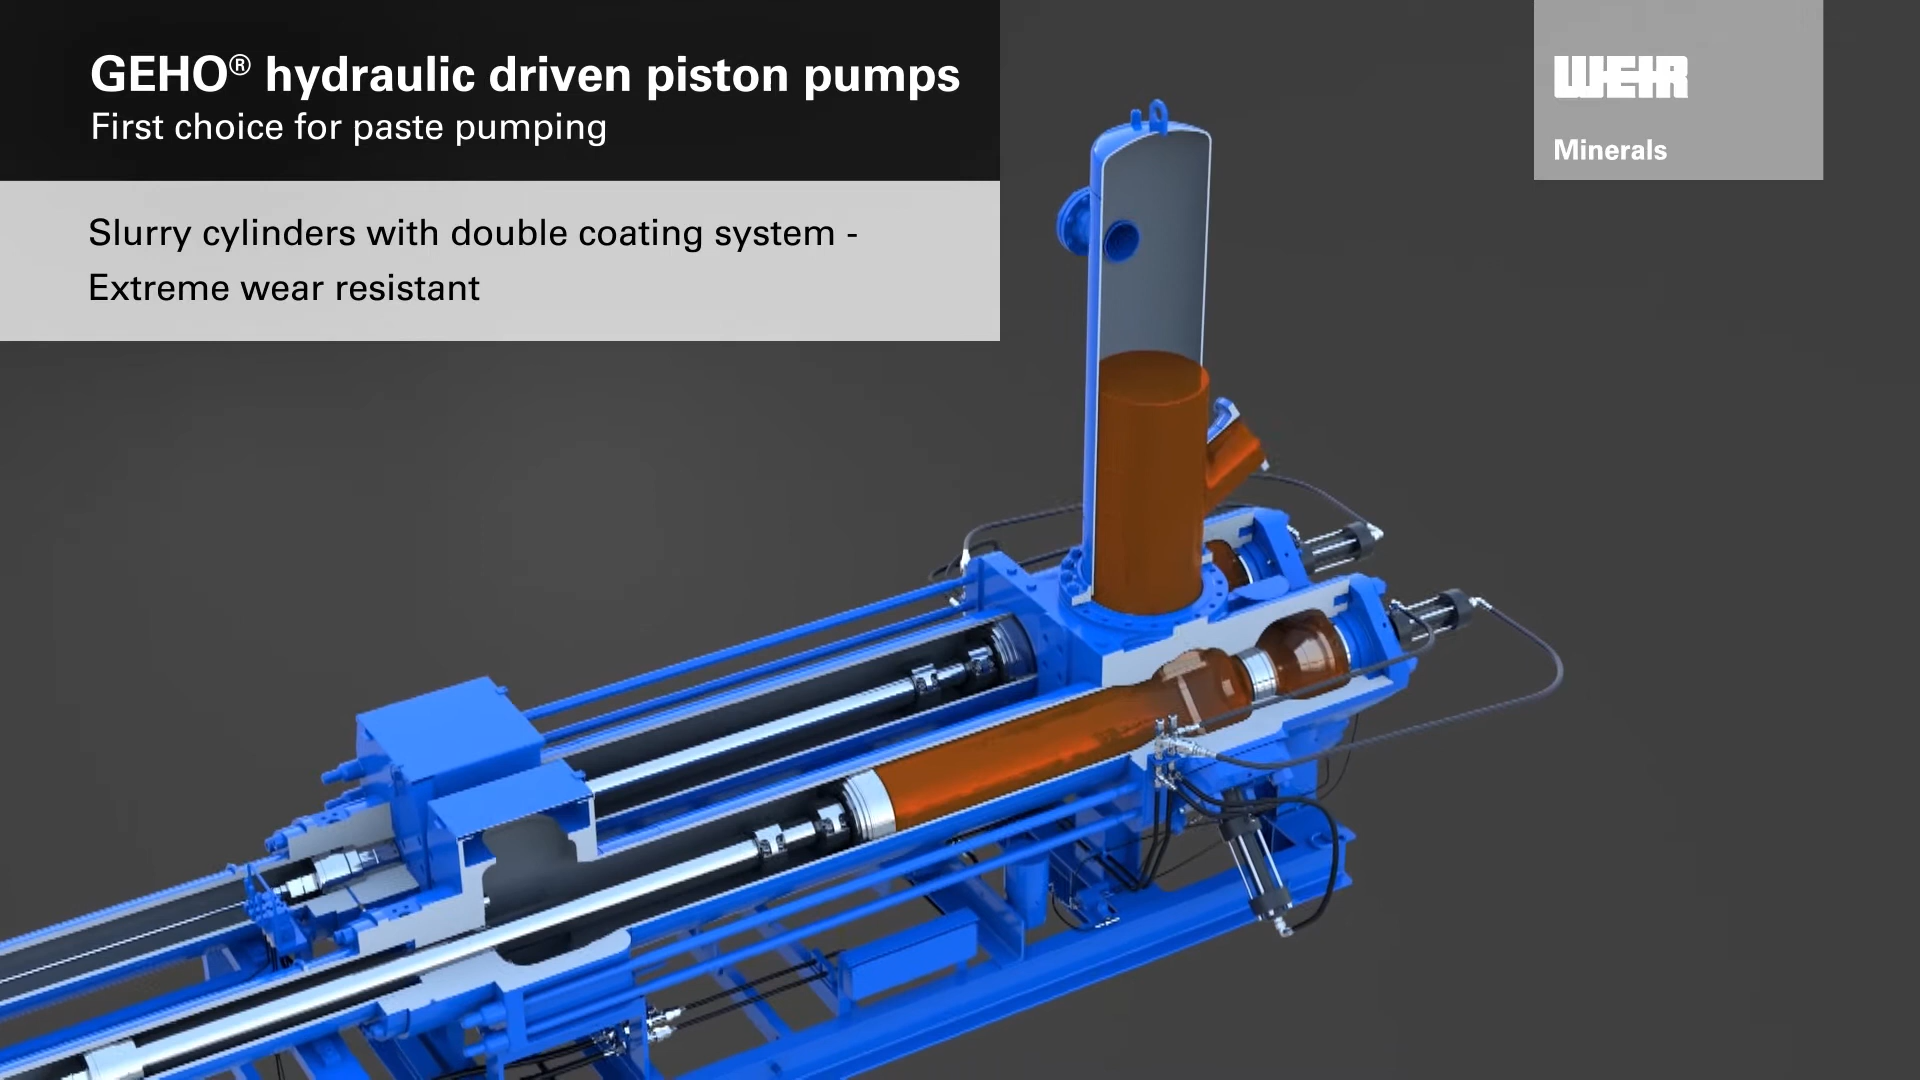 GEHO® hydraulic driven piston pumps
First choice for paste pumping
Slurry cylinders with double coating system -
Extreme wear resistant
WEIR
Minerals